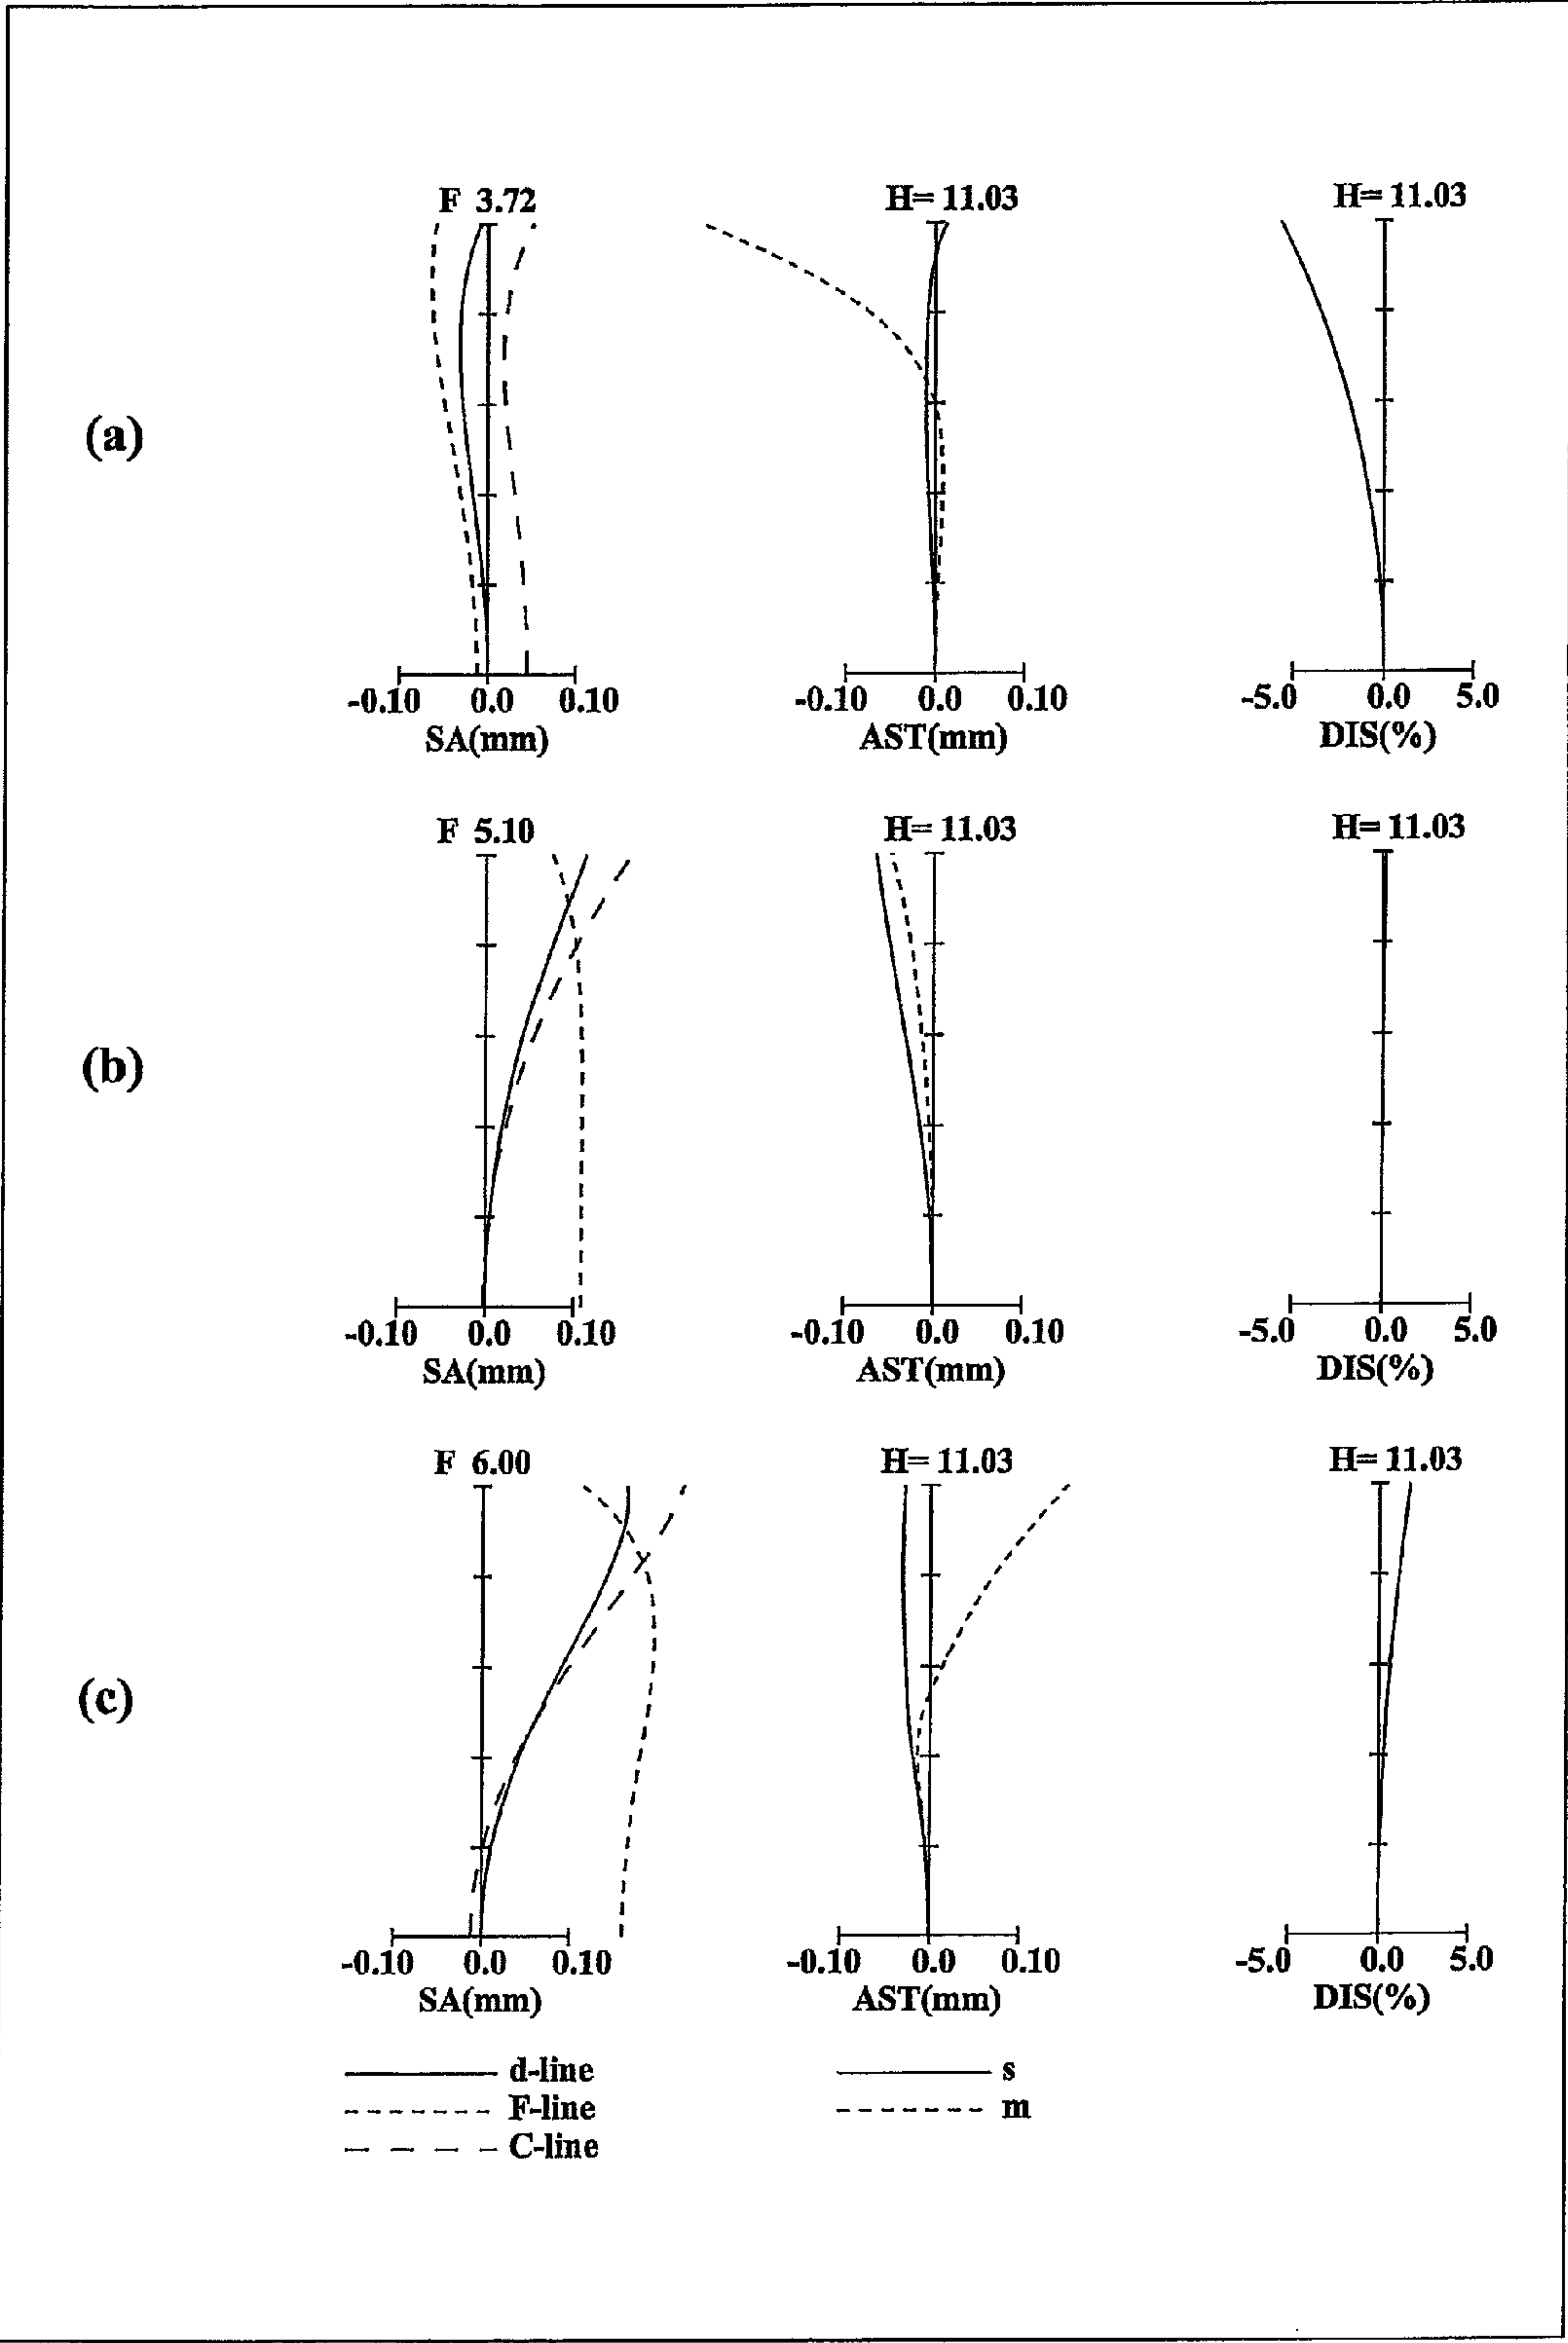 F 3.72 H= 11.03 H= 11.03
(a)
-0.10 0.0 0.10 -0.10 0.0 0.10 -5.0 0.0 5.0
SA(mm) AST(mm) DIS(%)
F 5.10 H= 11.03 H= 11.03
(b)
-0.10 0.0 0.10 -0.10 0.0 0.10 -5.0 0.0 5.0
SA(mm) AST(mm) DIS(%)
F 6.00 H= 11.03 H= 11.03
(c)
-0.10 0.0 0.10 -0.10 0.0 0.10 -5.0 0.0 5.0
SA(mm) AST(mm) DIS(%)
d-line s
F-line m
C-line